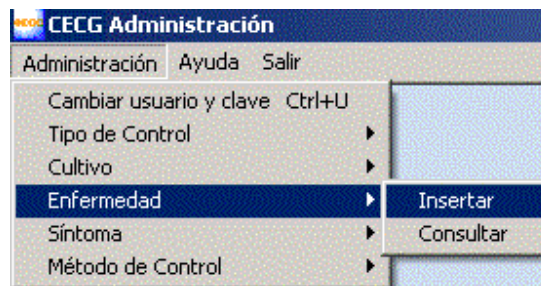 CECG Administración
Administración Ayuda Salir
Cambiar usuario y clave Ctrl+U
Tipo de Control
Cultivo
Enfermedad Insertar
Síntoma Consultar
Método de Control